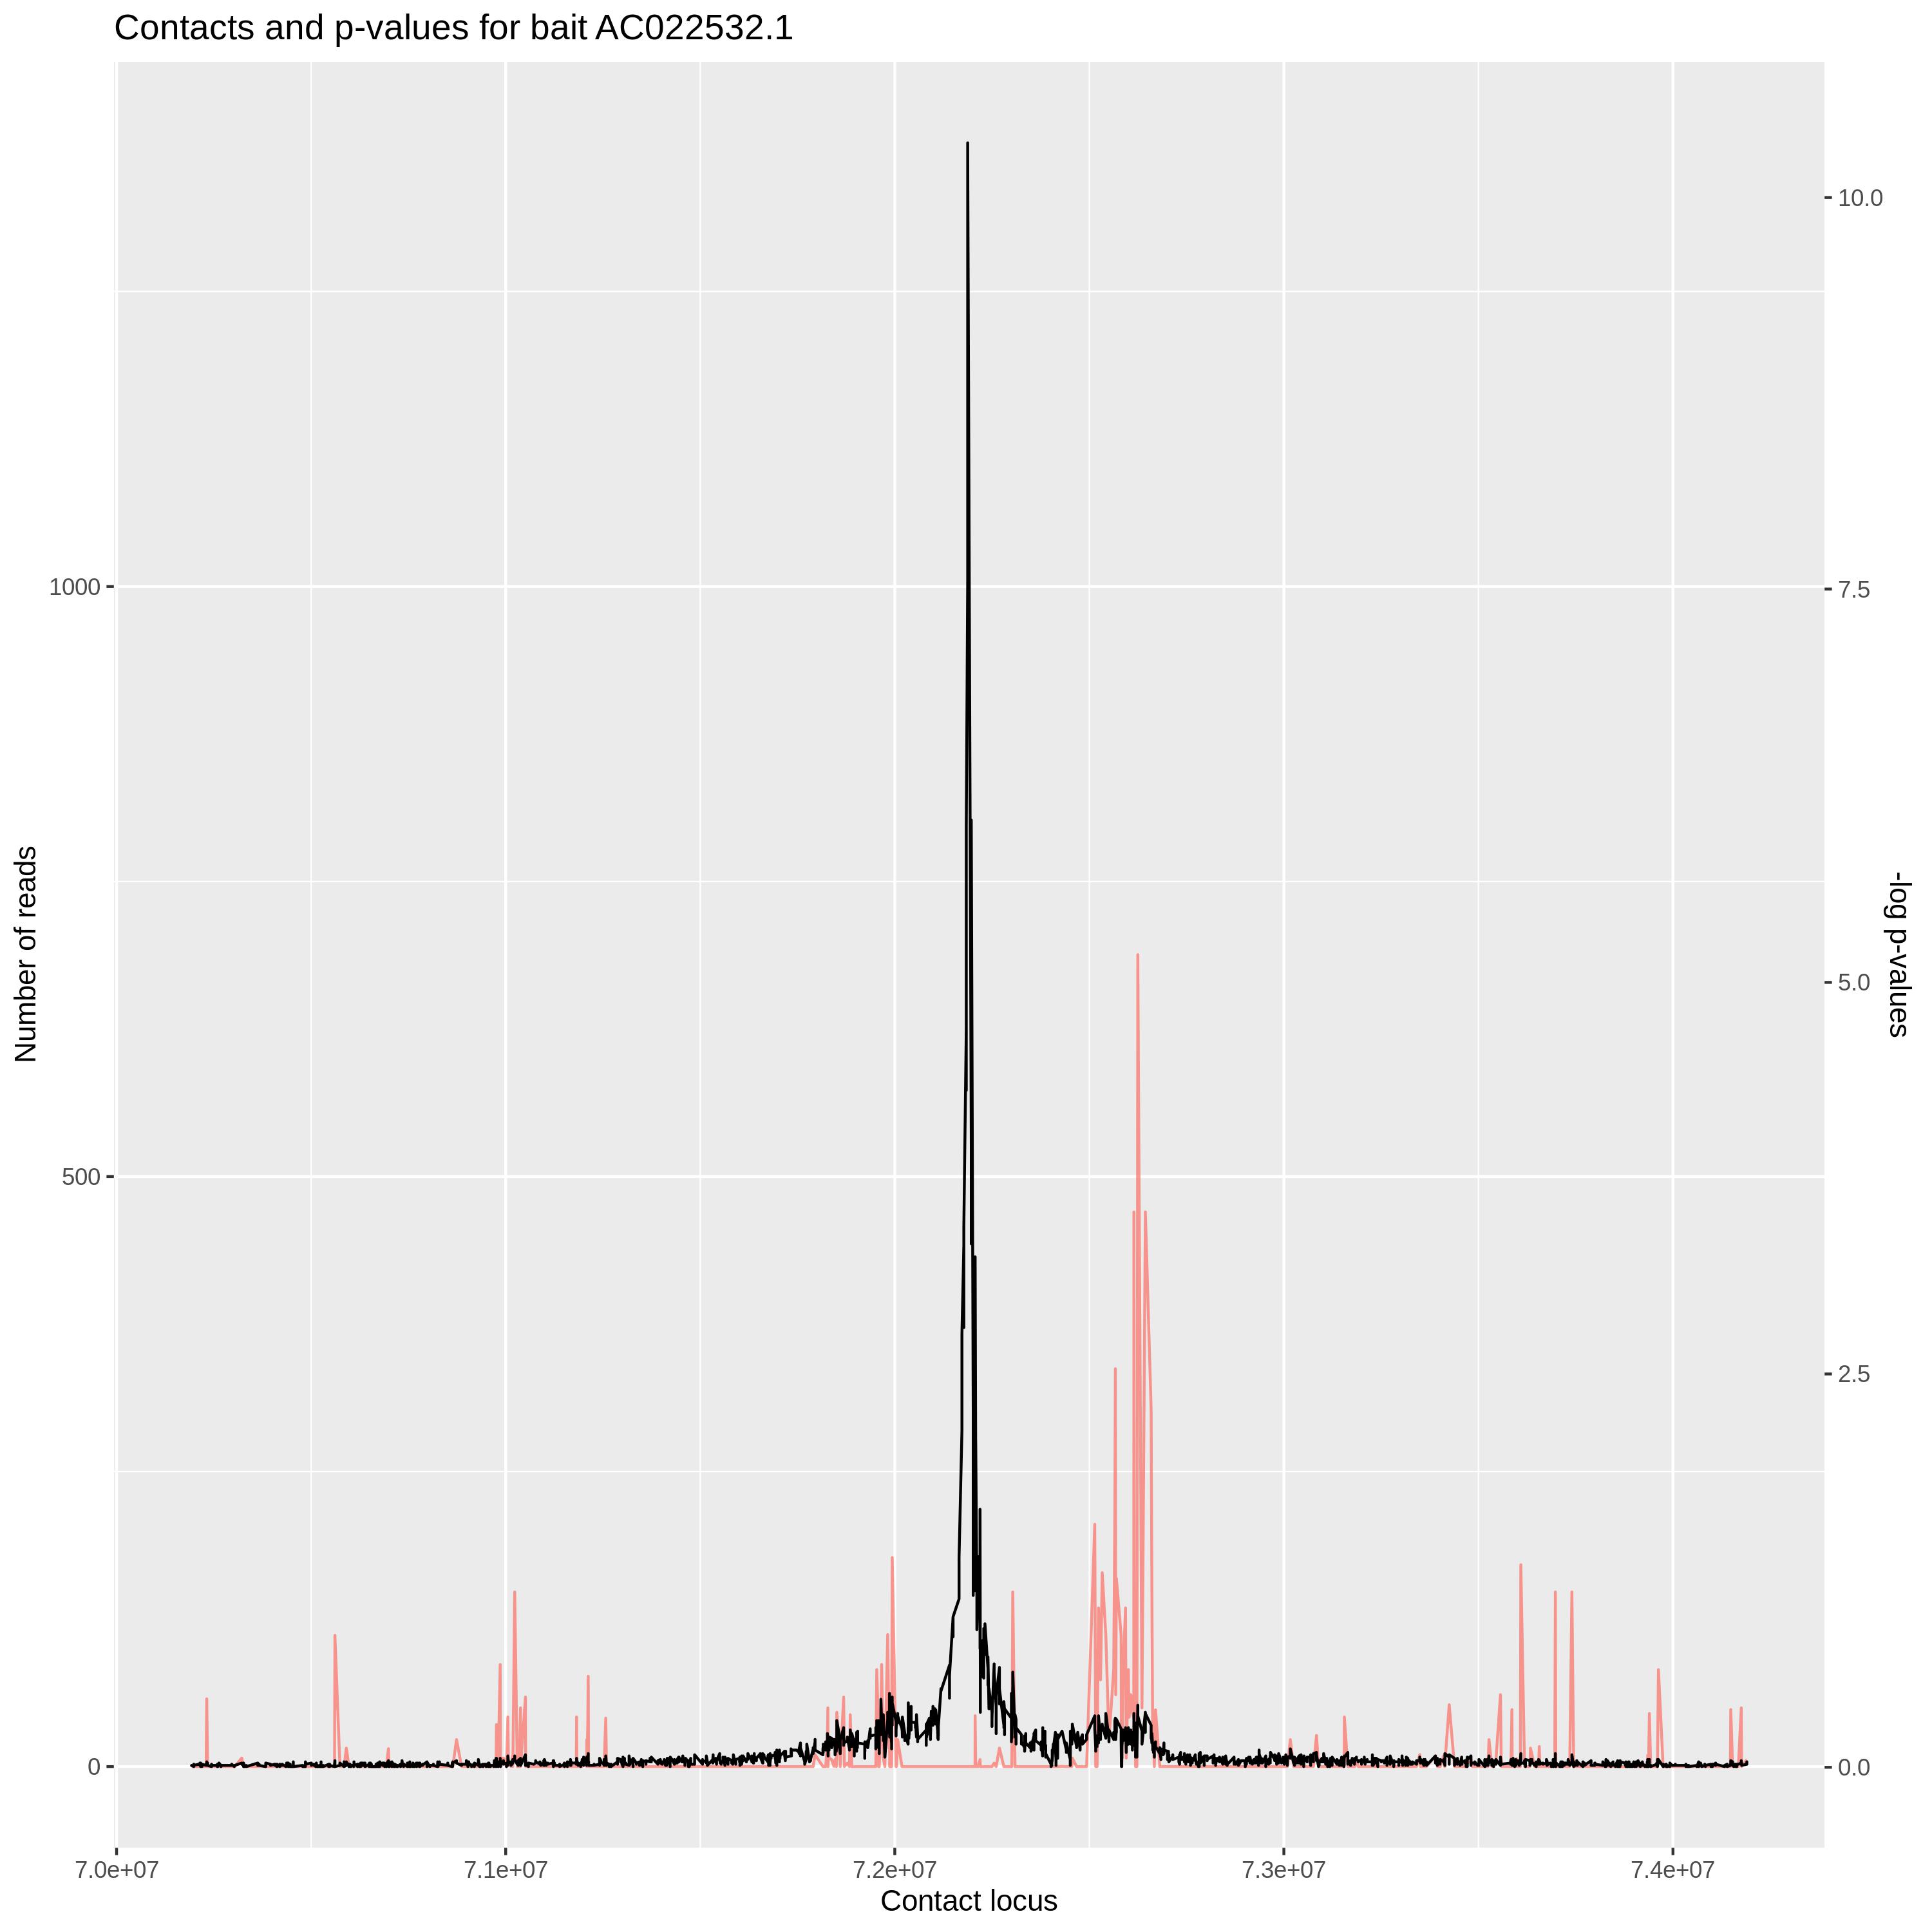 Contacts and p-values for bait AC022532.1
10.0
1000
7.5
Number of reads
-log p-values
5.0
500
2.5
0
0.0
7.0e+07
7.1e+07
7.2e+07
7.3e+07
7.4e+07
Contact locus